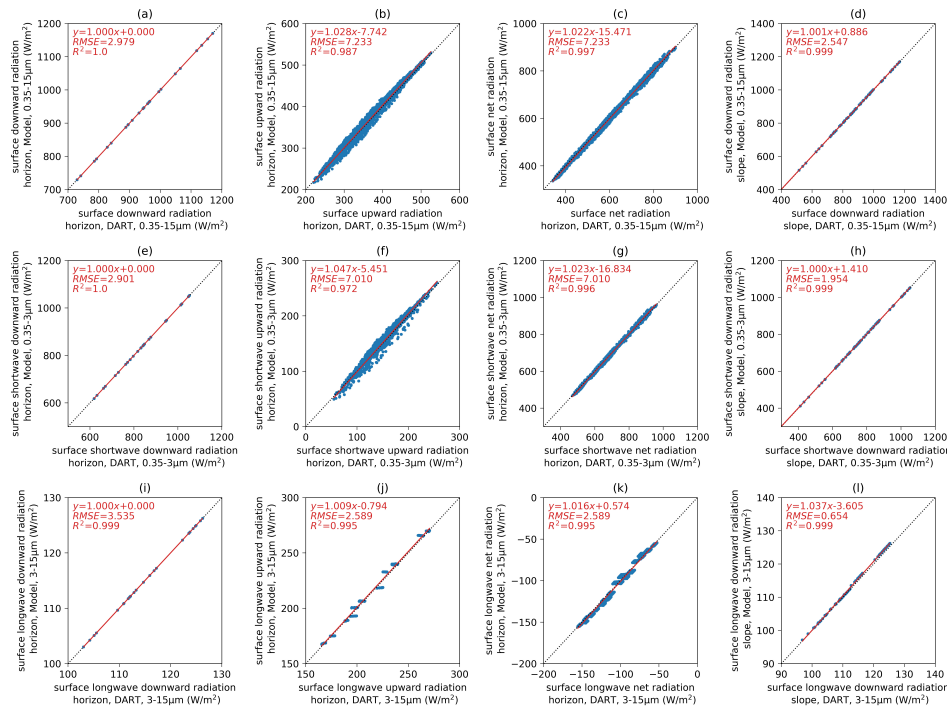 (a)
y=1.000x+0.000
RMSE=2.979
R²=1.0
surface downward radiation
horizon, Model, 0.35-15μm (W/m²)
1200
1100
1000
900
800
700
700 800 900 1000 1100 1200
surface downward radiation
horizon, DART, 0.35-15μm (W/m²)
(b)
y=1.028x-7.742
RMSE=7.233
R²=0.987
surface upward radiation
horizon, Model, 0.35-15μm (W/m²)
600
500
400
300
200
200 300 400 500 600
surface upward radiation
horizon, DART, 0.35-15μm (W/m²)
(c)
y=1.022x-15.471
RMSE=7.233
R²=0.997
surface net radiation
horizon, Model, 0.35-15μm (W/m²)
1000
800
600
400
400 600 800 1000
surface net radiation
horizon, DART, 0.35-15μm (W/m²)
(d)
y=1.001x+0.886
RMSE=2.547
R²=0.999
surface downward radiation
slope, Model, 0.35-15μm (W/m²)
1400
1200
1000
800
600
400
400 600 800 1000 1200 1400
surface downward radiation
slope, DART, 0.35-15μm (W/m²)
(e)
y=1.000x+0.000
RMSE=2.901
R²=1.0
surface shortwave downward radiation
horizon, Model, 0.35-3μm (W/m²)
1200
1000
800
600
600 800 1000 1200
surface shortwave downward radiation
horizon, DART, 0.35-3μm (W/m²)
(f)
y=1.047x-5.451
RMSE=7.010
R²=0.972
surface shortwave upward radiation
horizon, Model, 0.35-3μm (W/m²)
300
200
100
0
0 100 200 300
surface shortwave upward radiation
horizon, DART, 0.35-3μm (W/m²)
(g)
y=1.023x-16.834
RMSE=7.010
R²=0.996
surface shortwave net radiation
horizon, Model, 0.35-3μm (W/m²)
1200
1000
800
600
400
400 600 800 1000 1200
surface shortwave net radiation
horizon, DART, 0.35-3μm (W/m²)
(h)
y=1.000x+1.410
RMSE=1.954
R²=0.999
surface shortwave downward radiation
slope, Model, 0.35-3μm (W/m²)
1200
1000
800
600
400
400 600 800 1000 1200
surface shortwave downward radiation
slope, DART, 0.35-3μm (W/m²)
(i)
y=1.000x+0.000
RMSE=3.535
R²=0.999
surface longwave downward radiation
horizon, Model, 3-15μm (W/m²)
130
120
110
100
100 110 120 130
surface longwave downward radiation
horizon, DART, 3-15μm (W/m²)
(j)
y=1.009x-0.794
RMSE=2.589
R²=0.995
surface longwave upward radiation
horizon, Model, 3-15μm (W/m²)
300
250
200
150
150 200 250 300
surface longwave upward radiation
horizon, DART, 3-15μm (W/m²)
(k)
y=1.016x+0.574
RMSE=2.589
R²=0.995
surface longwave net radiation
horizon, Model, 3-15μm (W/m²)
0
−50
−100
−150
−200
−200 −150 −100 −50 0
surface longwave net radiation
horizon, DART, 3-15μm (W/m²)
(l)
y=1.037x-3.605
RMSE=0.654
R²=0.999
surface longwave downward radiation
slope, Model, 3-15μm (W/m²)
140
130
120
110
100
90
90 100 110 120 130 140
surface longwave downward radiation
slope, DART, 3-15μm (W/m²)